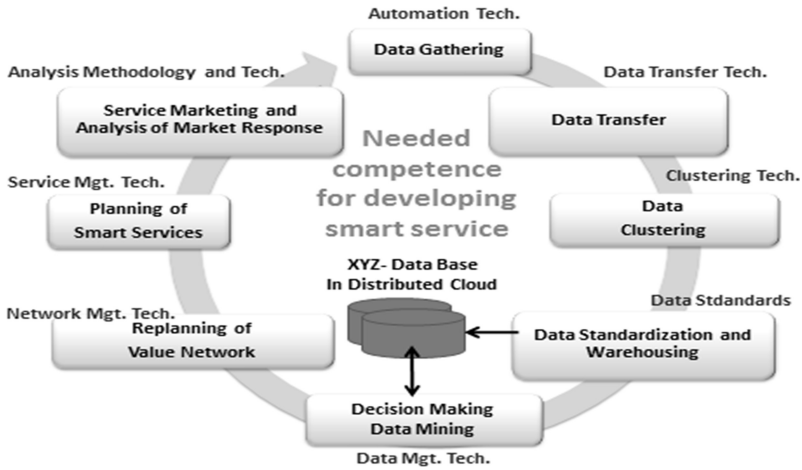 Automation Tech.
Data Gathering
Data Transfer Tech.
Data Transfer
Clustering Tech.
Data
Clustering
Data Stdandards
Data Standardization and
Warehousing
Decision Making
Data Mining
Data Mgt. Tech.
Network Mgt. Tech.
Replanning of
Value Network
Service Mgt. Tech.
Planning of
Smart Services
Analysis Methodology and Tech.
Service Marketing and
Analysis of Market Response
Needed
competence
for developing
smart service
XYZ- Data Base
In Distributed Cloud